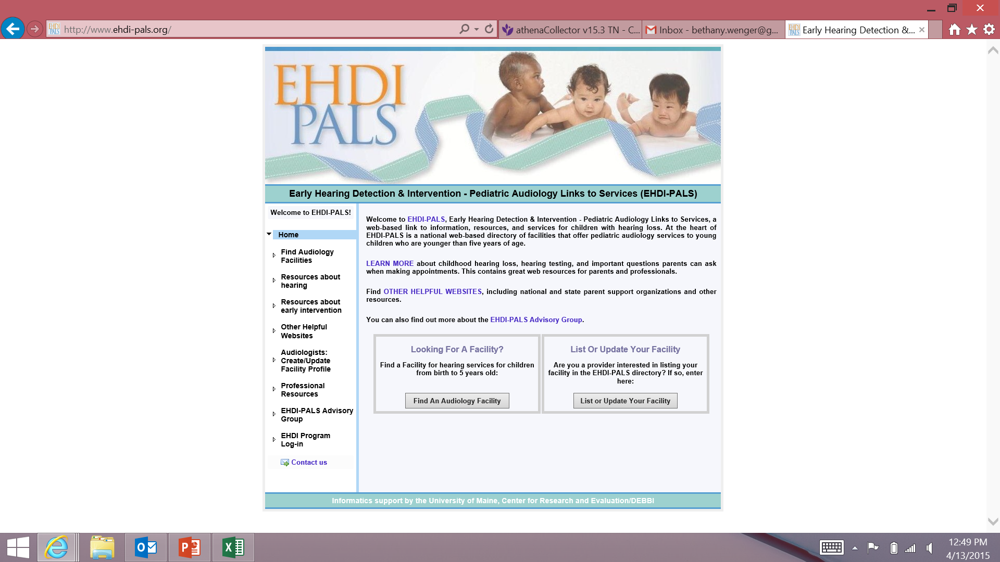 http://www.ehdi-pals.org/
athenaCollector v15.3 TN - C...
Inbox - bethany.wenger@g...
Early Hearing Detection &...
EHDI
PALS
Early Hearing Detection & Intervention - Pediatric Audiology Links to Services (EHDI-PALS)
Welcome to EHDI-PALS!
Home
Find Audiology
Facilities
Resources about
hearing
Resources about
early intervention
Other Helpful
Websites
Audiologists:
Create/Update
Facility Profile
Professional
Resources
EHDI-PALS Advisory
Group
EHDI Program
Log-in
Contact us
Welcome to EHDI-PALS, Early Hearing Detection & Intervention - Pediatric Audiology Links to Services, a
web-based link to information, resources, and services for children with hearing loss. At the heart of
EHDI-PALS is a national web-based directory of facilities that offer pediatric audiology services to young
children who are younger than five years of age.
LEARN MORE about childhood hearing loss, hearing testing, and important questions parents can ask
when making appointments. This contains great web resources for parents and professionals.
Find OTHER HELPFUL WEBSITES, including national and state parent support organizations and other
resources.
You can also find out more about the EHDI-PALS Advisory Group.
Looking For A Facility?
Find a Facility for hearing services for children
from birth to 5 years old:
Find An Audiology Facility
List Or Update Your Facility
Are you a provider interested in listing your
facility in the EHDI-PALS directory? If so, enter
here:
List or Update Your Facility
Informatics support by the University of Maine, Center for Research and Evaluation/DEBBI
12:49 PM
4/13/2015